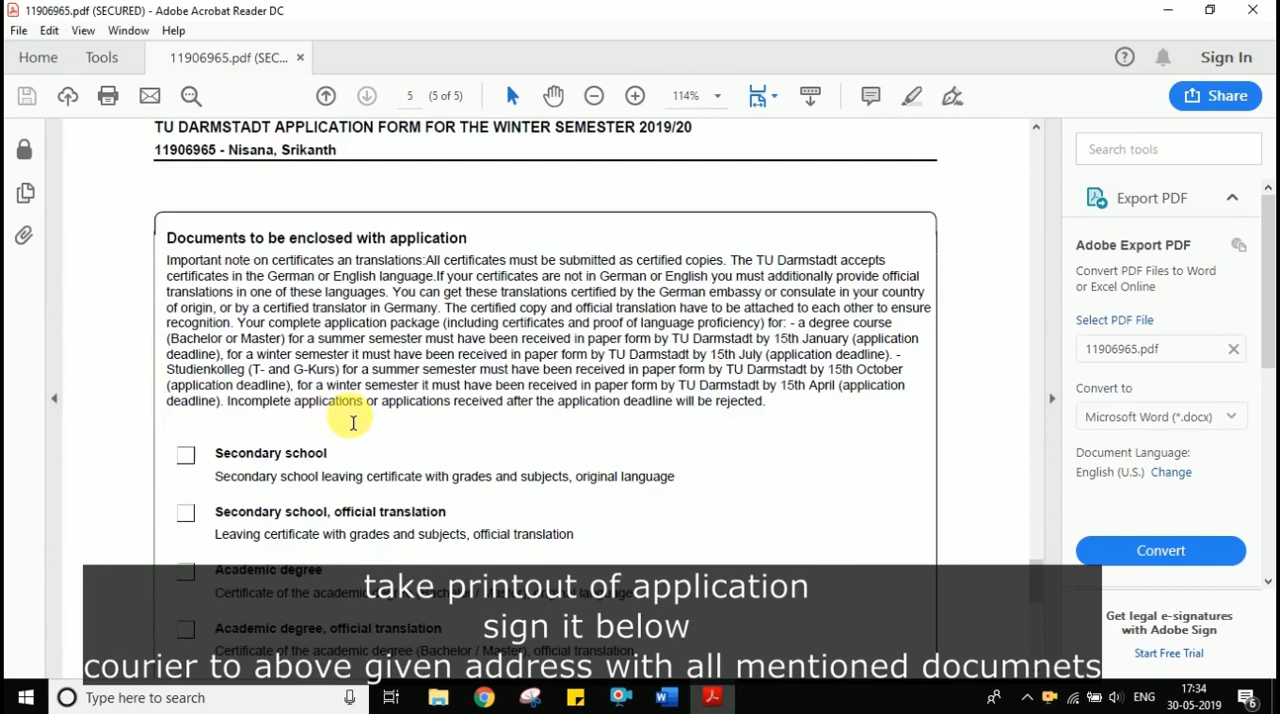 11906965.pdf (SECURED) - Adobe Acrobat Reader DC
File Edit View Window Help
Home Tools 11906965.pdf (SEC... ×
Sign In
5 (5 of 5) 114% Share
TU DARMSTADT APPLICATION FORM FOR THE WINTER SEMESTER 2019/20
11906965 - Nisana, Srikanth
Documents to be enclosed with application
Important note on certificates an translations:All certificates must be submitted as certified copies. The TU Darmstadt accepts
certificates in the German or English language.If your certificates are not in German or English you must additionally provide official
translations in one of these languages. You can get these translations certified by the German embassy or consulate in your country
of origin, or by a certified translator in Germany. The certified copy and official translation have to be attached to each other to ensure
recognition. Your complete application package (including certificates and proof of language proficiency) for: - a degree course
(Bachelor or Master) for a summer semester must have been received in paper form by TU Darmstadt by 15th January (application
deadline), for a winter semester it must have been received in paper form by TU Darmstadt by 15th July (application deadline). -
Studienkolleg (T- and G-Kurs) for a summer semester must have been received in paper form by TU Darmstadt by 15th October
(application deadline), for a winter semester it must have been received in paper form by TU Darmstadt by 15th April (application
deadline). Incomplete applications or applications received after the application deadline will be rejected.
Secondary school
Secondary school leaving certificate with grades and subjects, original language
Secondary school, official translation
Leaving certificate with grades and subjects, official translation
Academic degree
Certificate of the academic degree
Academic degree, official translation
Certificate of the academic degree (Bachelor / Master), official translation
take printout of application
sign it below
courier to above given address with all mentioned documnets
Search tools
Export PDF
Adobe Export PDF
Convert PDF Files to Word
or Excel Online
Select PDF File
11906965.pdf
Convert to
Microsoft Word (*.docx)
Document Language:
English (U.S.) Change
Convert
Get legal e-signatures
with Adobe Sign
Start Free Trial
Type here to search
ENG
17:34
30-05-2019
6